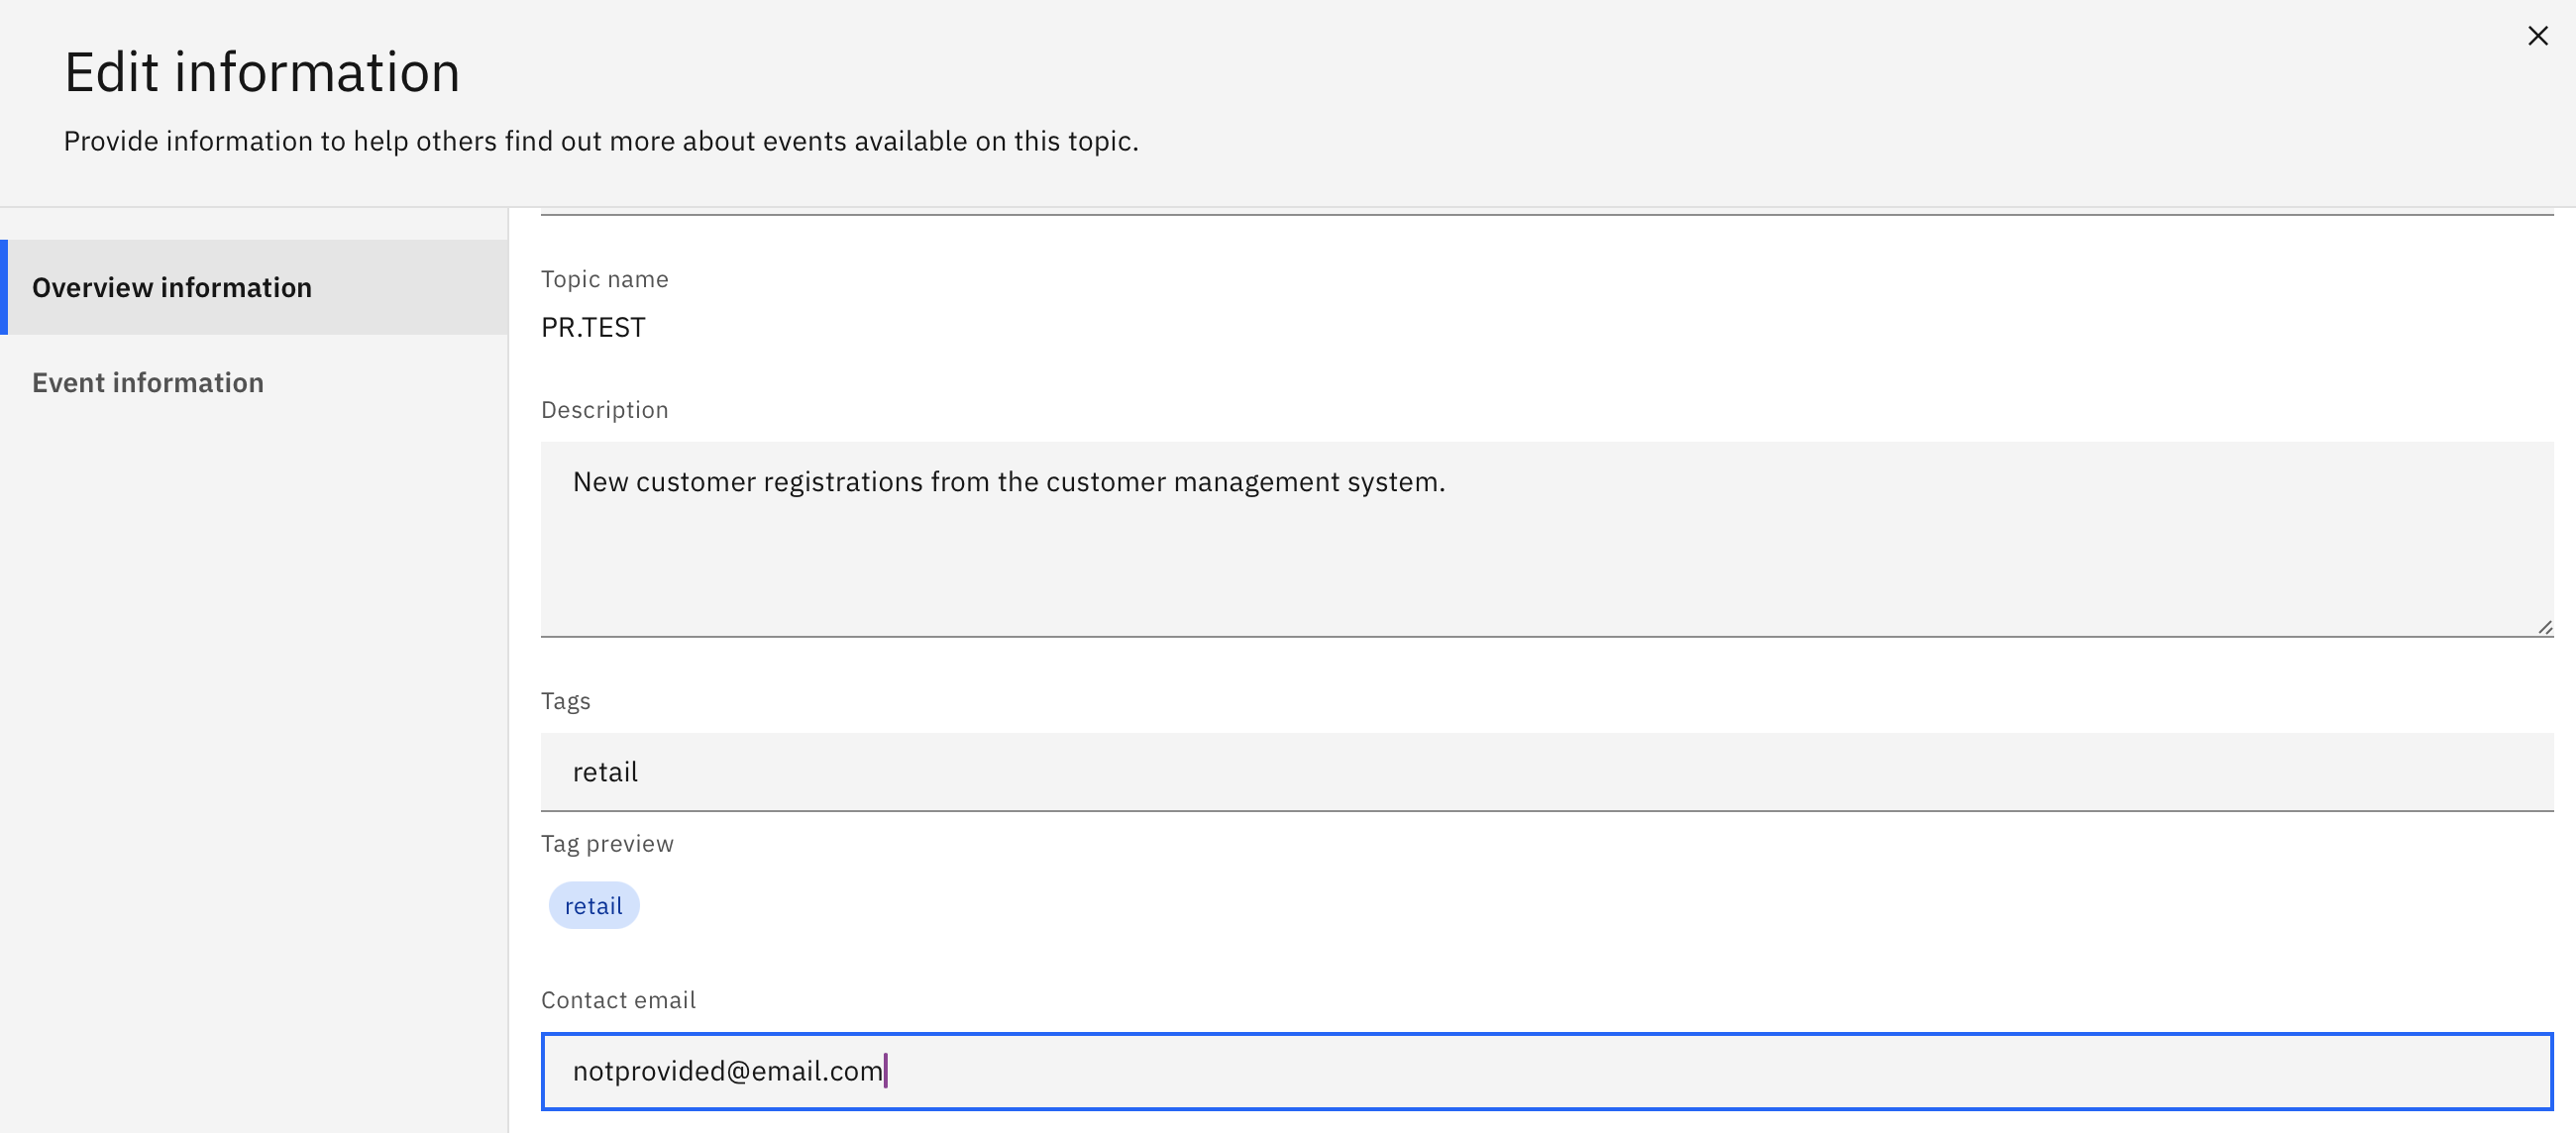 Edit information
Provide information to help others find out more about events available on this topic.
Overview information
Event information
Topic name
PR.TEST
Description
New customer registrations from the customer management system.
Tags
retail
Tag preview
retail
Contact email
notprovided@email.com